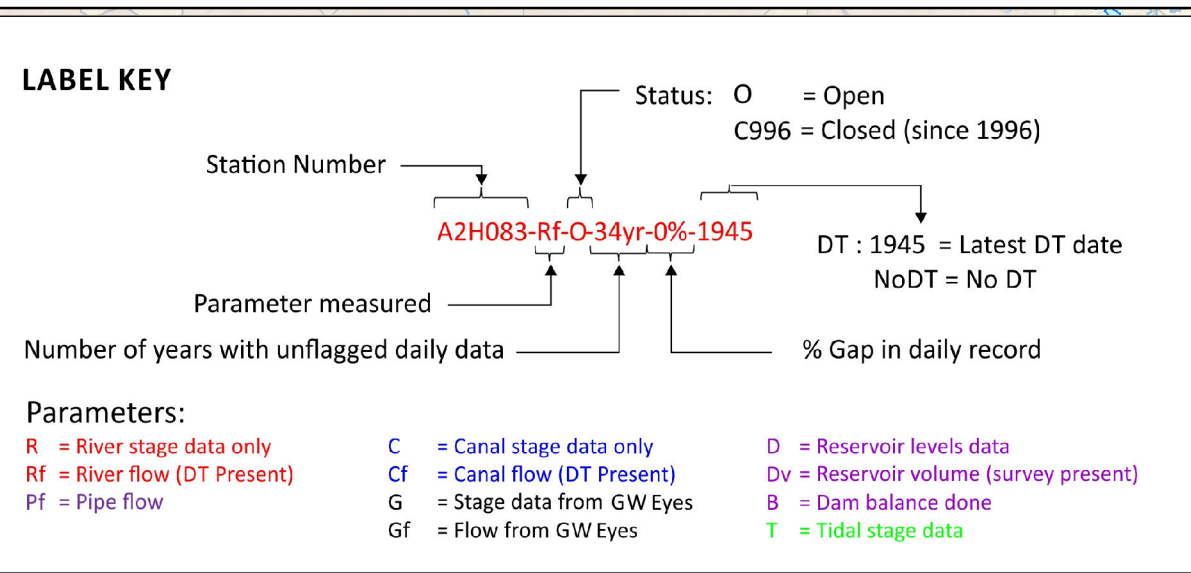 LABEL KEY
Status: O = Open
C996 = Closed (since 1996)
Station Number
A2H083-Rf-O-34yr-0%-1945
DT : 1945 = Latest DT date
NoDT = No DT
Parameter measured
Number of years with unflagged daily data
% Gap in daily record
Parameters:
R = River stage data only
Rf = River flow (DT Present)
Pf = Pipe flow
C = Canal stage data only
Cf = Canal flow (DT Present)
G = Stage data from GW Eyes
Gf = Flow from GW Eyes
D = Reservoir levels data
Dv = Reservoir volume (survey present)
B = Dam balance done
T = Tidal stage data